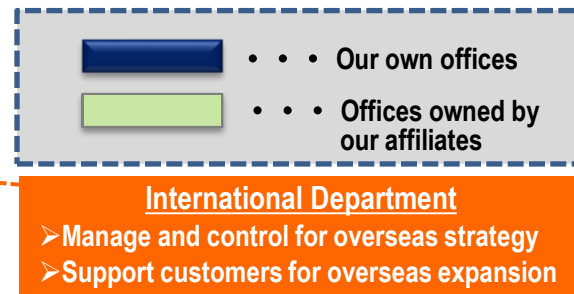 • • • Our own offices
• • • Offices owned by
our affiliates
International Department
➢Manage and control for overseas strategy
➢Support customers for overseas expansion